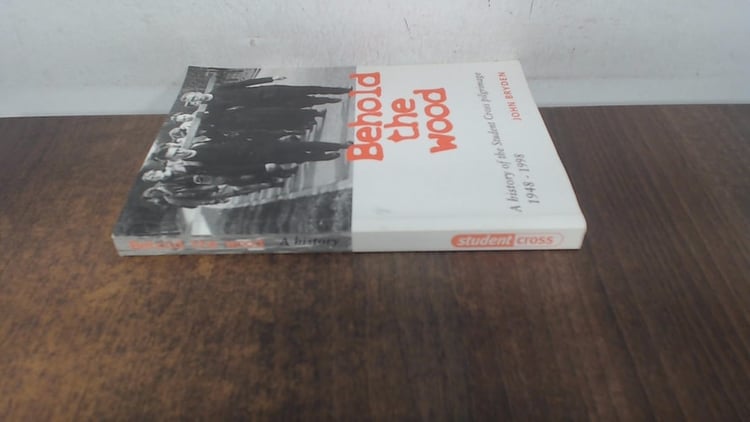 Behold
the
wood
A history of the Student Cross pilgrimage
1948 - 1998
JOHN BRYDEN
Behold the wood A history
student cross